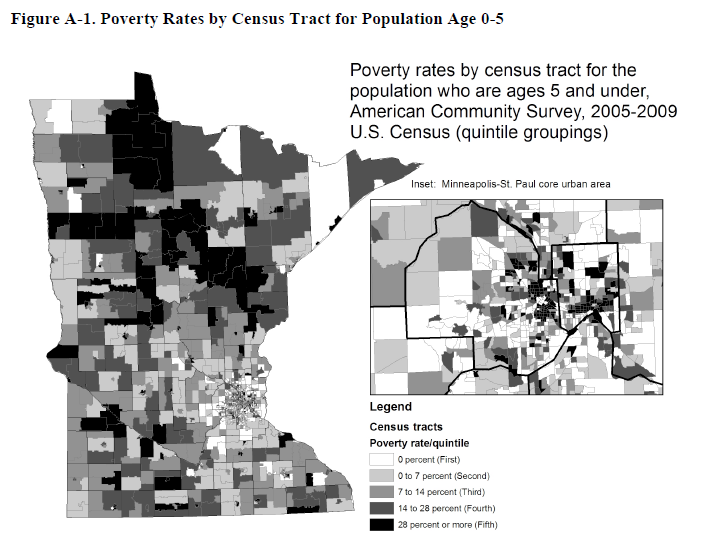 Figure A-1. Poverty Rates by Census Tract for Population Age 0-5
Poverty rates by census tract for the
population who are ages 5 and under,
American Community Survey, 2005-2009
U.S. Census (quintile groupings)
Inset: Minneapolis-St. Paul core urban area
Legend
Census tracts
Poverty rate/quintile
0 percent (First)
0 to 7 percent (Second)
7 to 14 percent (Third)
14 to 28 percent (Fourth)
28 percent or more (Fifth)